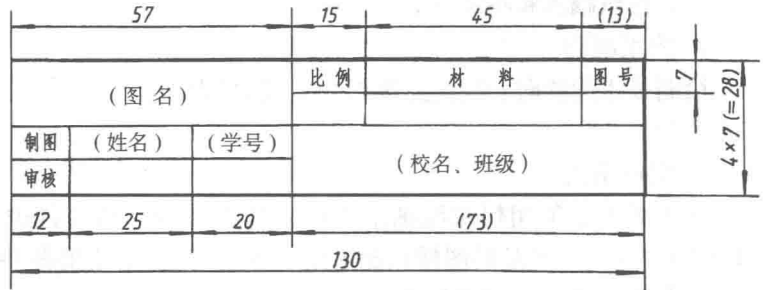 57 15 45 (13)
比例 材料 图号 7
(图名)
4×7(=28)
制图 (姓名) (学号)
(校名、班级)
审核
12 25 20 (73)
130